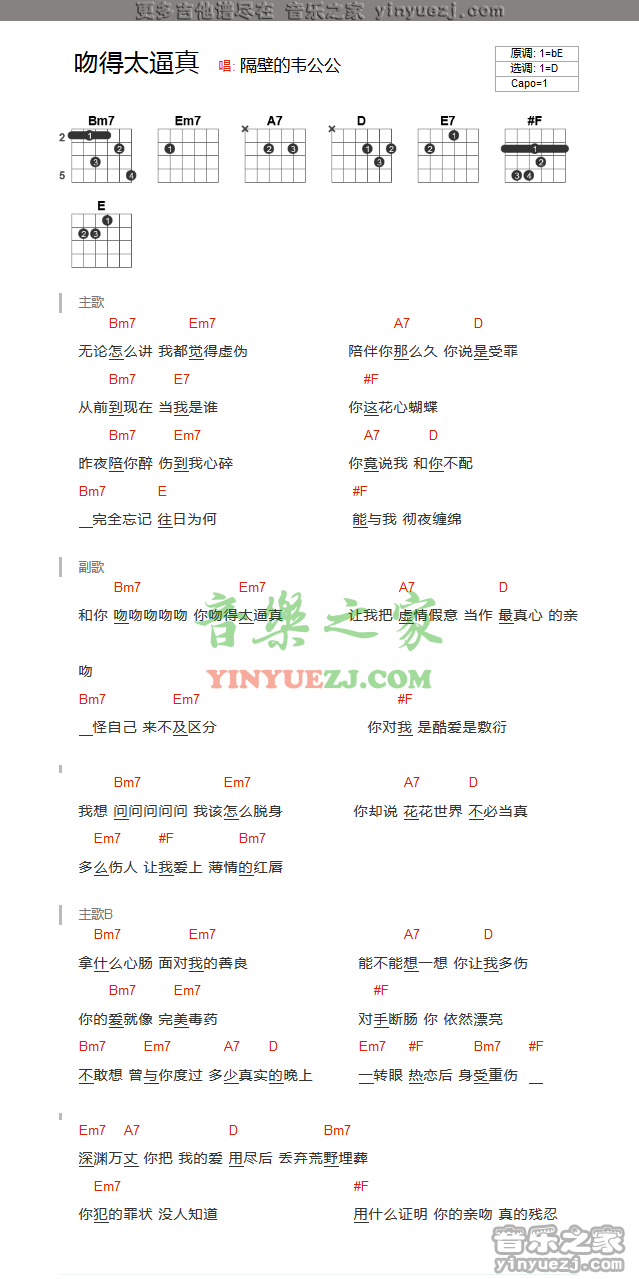 更多吉他谱尽在 音乐之家 yinyuezj.com
吻得太逼真 唱: 隔壁的韦公公
原调: 1=bE
选调: 1=D
Capo=1
Bm7 Em7 A7 D E7 #F
2
5
E
主歌
Bm7 Em7 A7 D
无论怎么讲 我都觉得虚伪 陪伴你那么久 你说是受罪
Bm7 E7 #F
从前到现在 当我是谁 你这花心蝴蝶
Bm7 Em7 A7 D
昨夜陪你醉 伤到我心碎 你竟说我 和你不配
Bm7 E #F
完全忘记 往日为何 能与我 彻夜缠绵
副歌
Bm7 Em7 A7 D
和你 吻吻吻吻吻 你吻得太逼真 让我把 虚情假意 当作 最真心 的亲
音樂之家
吻
YINYUEZJ.COM
Bm7 Em7 #F
怪自己 来不及区分 你对我 是酷爱是敷衍
Bm7 Em7 A7 D
我想 问问问问问 我该怎么脱身 你却说 花花世界 不必当真
Em7 #F Bm7
多么伤人 让我爱上 薄情的红唇
主歌B
Bm7 Em7 A7 D
拿什么心肠 面对我的善良 能不能想一想 你让我多伤
Bm7 Em7 #F
你的爱就像 完美毒药 对手断肠 你 依然漂亮
Bm7 Em7 A7 D Em7 #F Bm7 #F
不敢想 曾与你度过 多少真实的晚上 一转眼 热恋后 身受重伤
Em7 A7 D Bm7
深渊万丈 你把 我的爱 用尽后 丢弃荒野埋葬
Em7 #F
你犯的罪状 没人知道 用什么证明 你的亲吻 真的残忍
音乐之家
yinyuezj.com